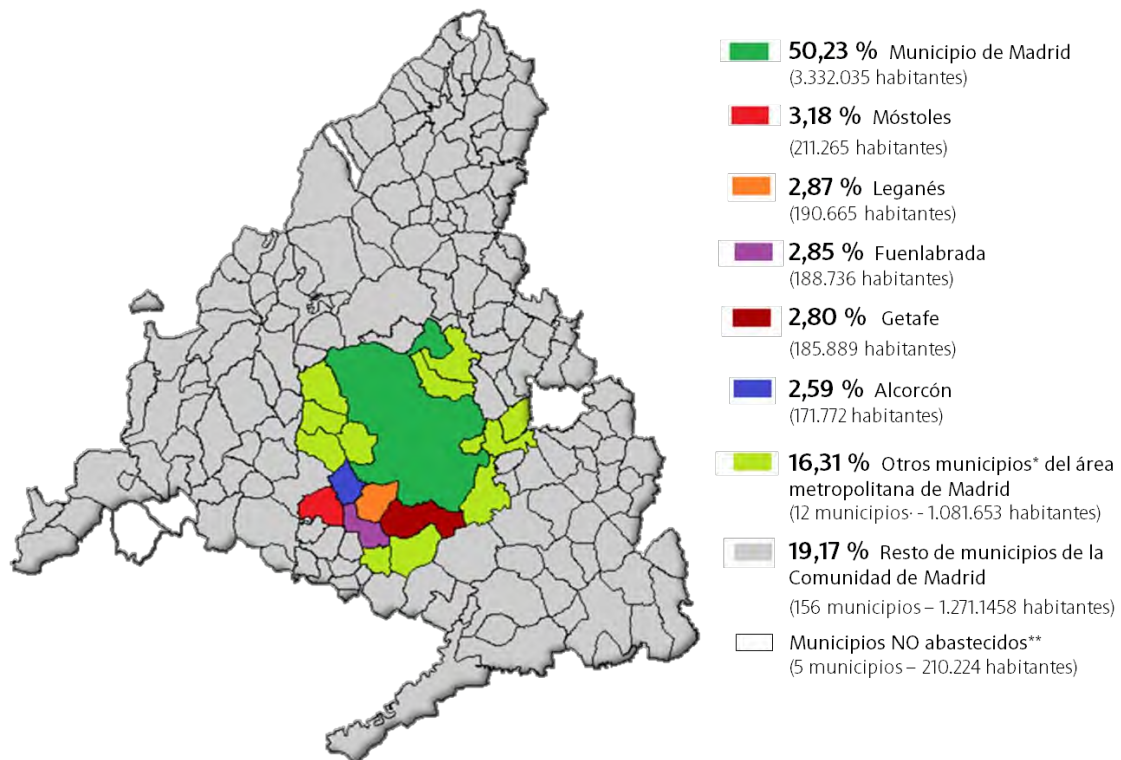 50,23 % Municipio de Madrid
(3.332.035 habitantes)
3,18 % Móstoles
(211.265 habitantes)
2,87 % Leganés
(190.665 habitantes)
2,85 % Fuenlabrada
(188.736 habitantes)
2,80 % Getafe
(185.889 habitantes)
2,59 % Alcorcón
(171.772 habitantes)
16,31 % Otros municipios* del área
metropolitana de Madrid
(12 municipios· - 1.081.653 habitantes)
19,17 % Resto de municipios de la
Comunidad de Madrid
(156 municipios – 1.271.1458 habitantes)
Municipios NO abastecidos**
(5 municipios – 210.224 habitantes)